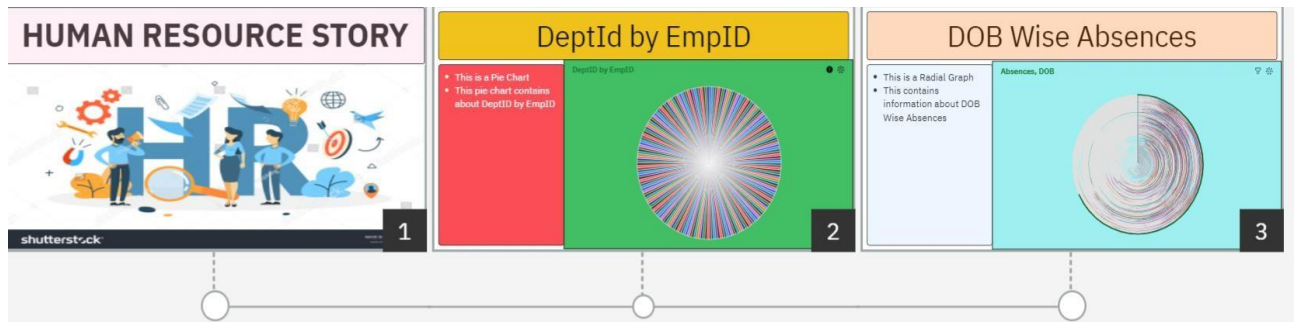 HUMAN RESOURCE STORY
HR
shutterstock
1
DeptId by EmpID
This is a Pie Chart
This pie chart contains
about DeptID by EmpID
DeptID by EmpID
2
DOB Wise Absences
This is a Radial Graph
This contains
information about DOB
Wise Absences
Absences, DOB
3